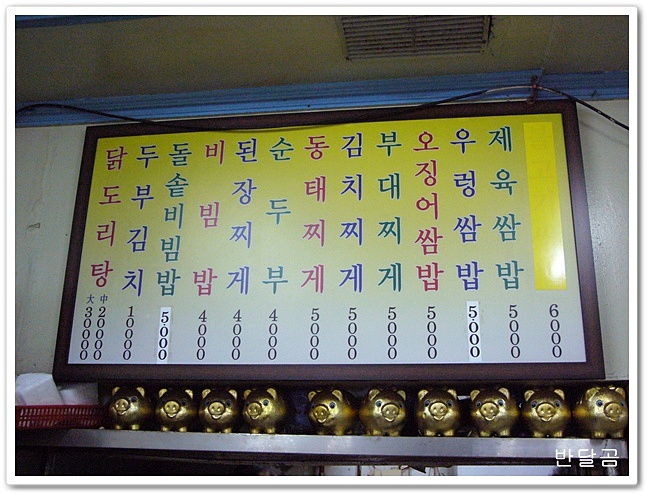 닭도리탕 大30000 中20000
두부김치 10000
돌솥비빔밥 5000
비빔밥 4000
된장찌게 4000
순두부 4000
동태찌게 5000
김치찌게 5000
부대찌게 5000
오징어쌈밥 5000
우렁쌈밥 5000
제육쌈밥 5000
6000
반달곰